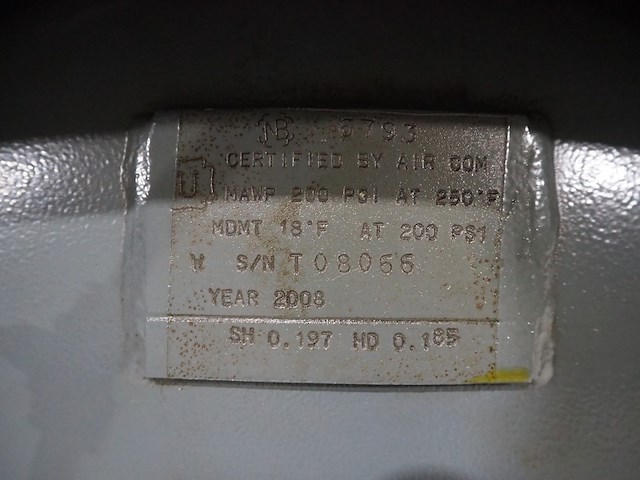 NB 5793
CERTIFIED BY AIR COM
U
MAWP 200 PSI AT 250°F
MDMT 18°F AT 200 PSI
W S/N T08066
YEAR 2008
SH 0.197 HD 0.185